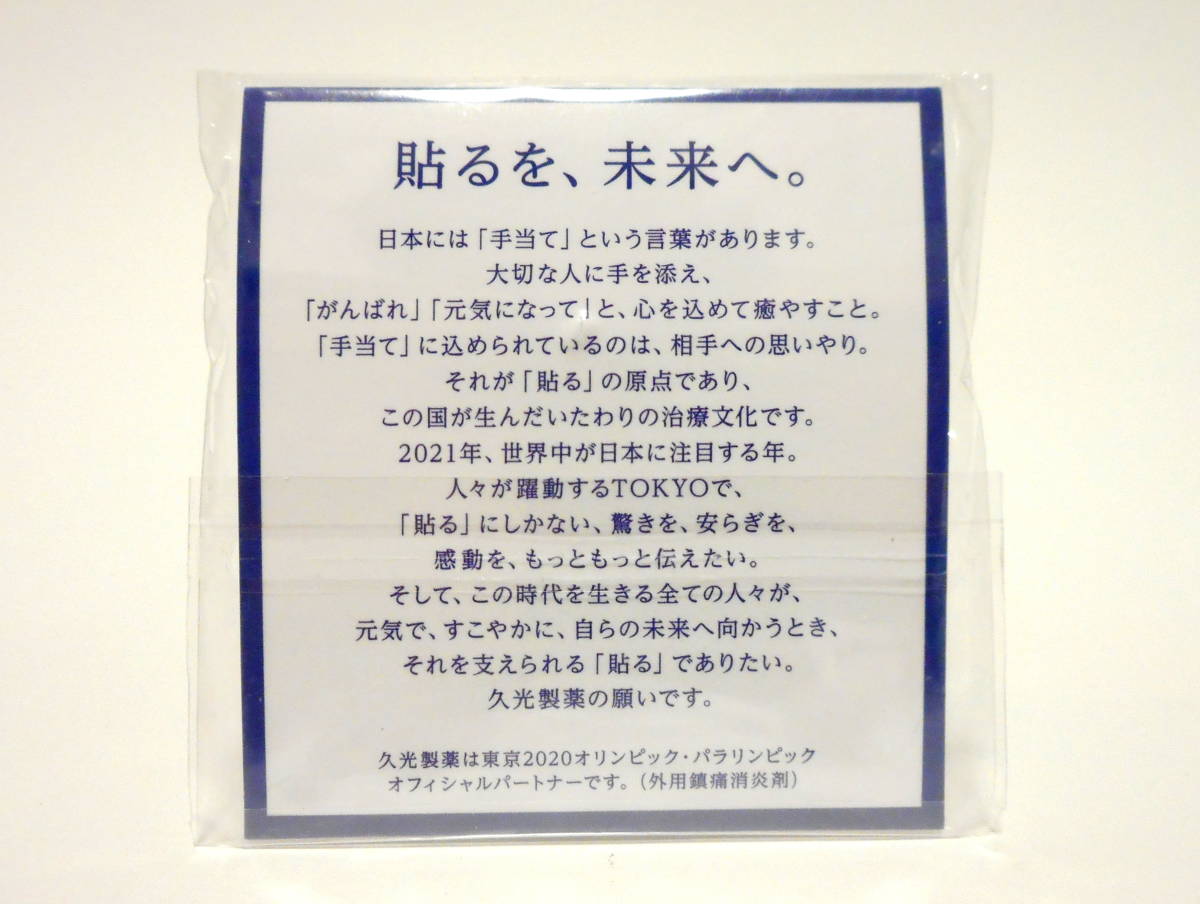 貼るを、未来へ。
日本には「手当て」という言葉があります。
大切な人に手を添え、
「がんばれ」「元気になって」と、心を込めて癒やすこと。
「手当て」に込められているのは、相手への思いやり。
それが「貼る」の原点であり、
この国が生んだいたわりの治療文化です。
2021年、世界中が日本に注目する年。
人々が躍動するTOKYOで、
「貼る」にしかない、驚きを、安らぎを、
感動を、もっともっと伝えたい。
そして、この時代を生きる全ての人々が、
元気で、すこやかに、自らの未来へ向かうとき、
それを支えられる「貼る」でありたい。
久光製薬の願いです。
久光製薬は東京2020オリンピック・パラリンピック
オフィシャルパートナーです。（外用鎮痛消炎剤）